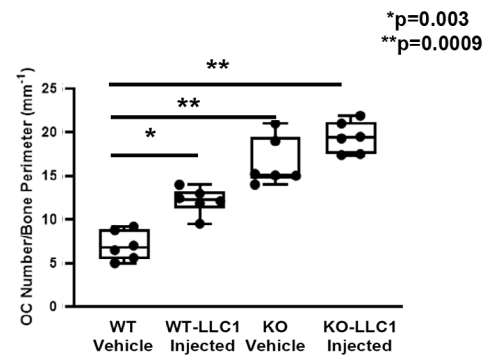 *p=0.003
**p=0.0009
**
**
*
OC Number/Bone Perimeter (mm⁻¹)
25
20
15
10
5
0
WT WT-LLC1 KO KO-LLC1
Vehicle Injected Vehicle Injected